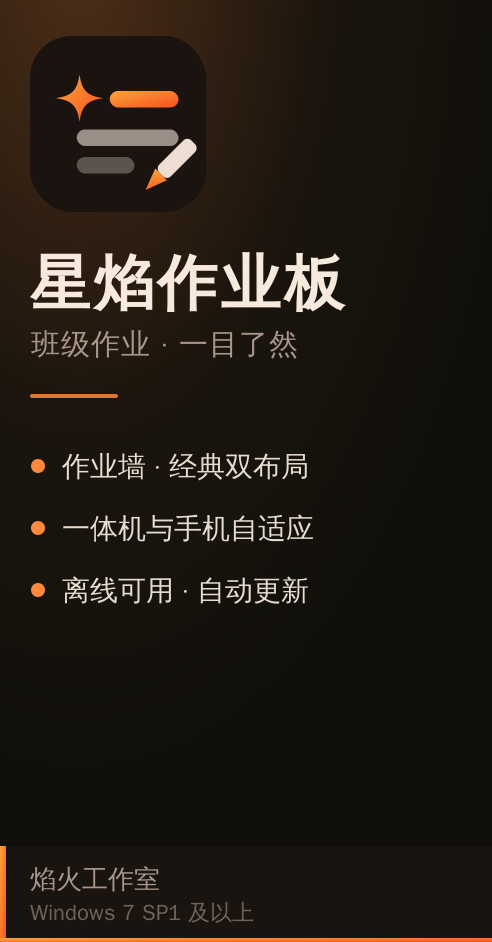 星焰作业板
班级作业 · 一目了然
作业墙 · 经典双布局
一体机与手机自适应
离线可用 · 自动更新
焰火工作室
Windows 7 SP1 及以上